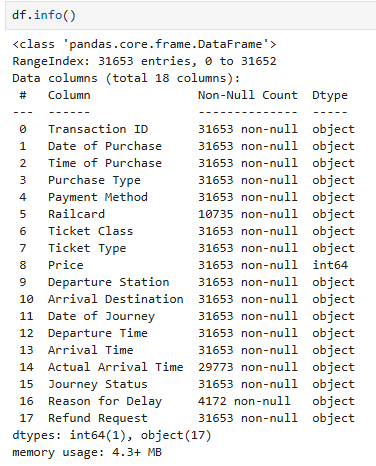 df.info()
<class 'pandas.core.frame.DataFrame'>
RangeIndex: 31653 entries, 0 to 31652
Data columns (total 18 columns):
 #   Column               Non-Null Count  Dtype
---  ------               --------------  -----
 0   Transaction ID       31653 non-null  object
 1   Date of Purchase     31653 non-null  object
 2   Time of Purchase     31653 non-null  object
 3   Purchase Type        31653 non-null  object
 4   Payment Method       31653 non-null  object
 5   Railcard             10735 non-null  object
 6   Ticket Class         31653 non-null  object
 7   Ticket Type          31653 non-null  object
 8   Price                31653 non-null  int64
 9   Departure Station    31653 non-null  object
 10  Arrival Destination  31653 non-null  object
 11  Date of Journey      31653 non-null  object
 12  Departure Time       31653 non-null  object
 13  Arrival Time         31653 non-null  object
 14  Actual Arrival Time  29773 non-null  object
 15  Journey Status       31653 non-null  object
 16  Reason for Delay     4172 non-null   object
 17  Refund Request       31653 non-null  object
dtypes: int64(1), object(17)
memory usage: 4.3+ MB